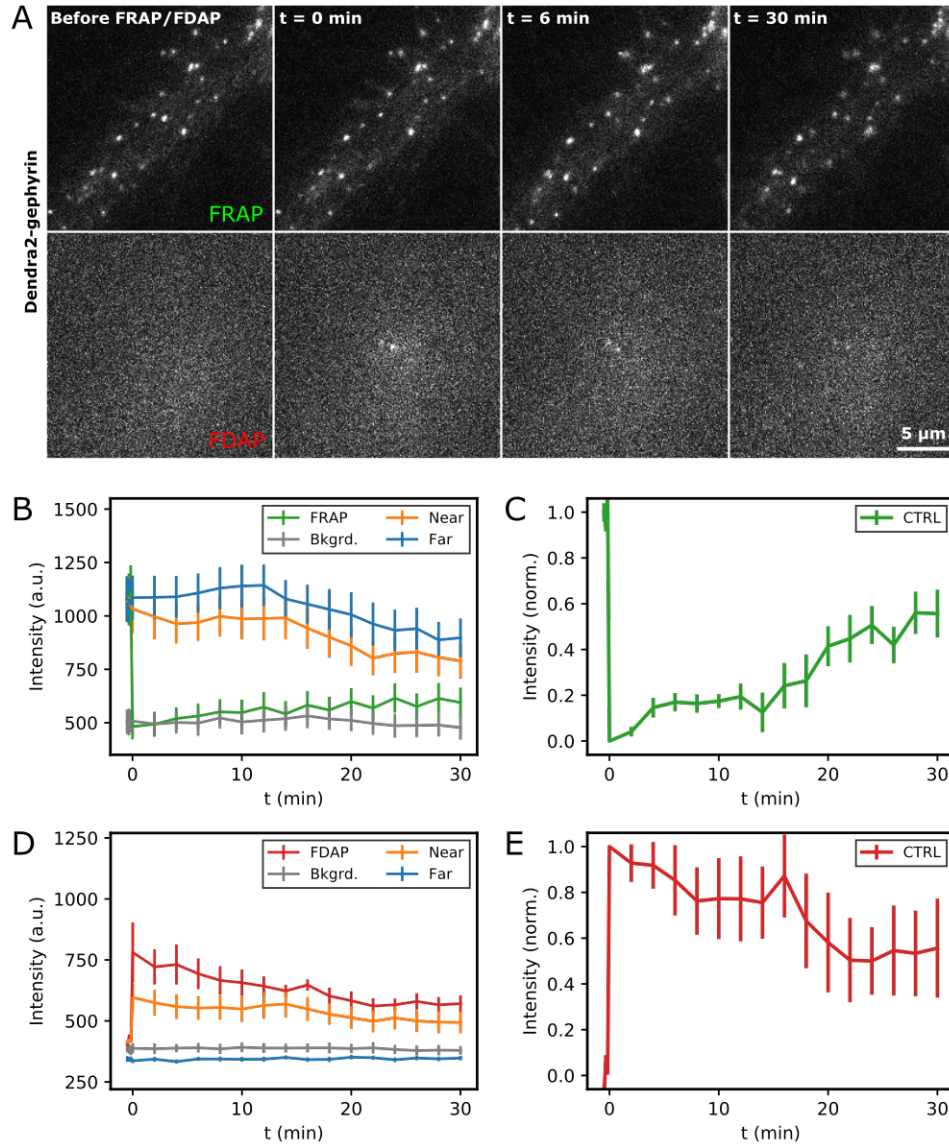 A
Before FRAP/FDAP
t = 0 min
t = 6 min
t = 30 min
Dendra2-gephyrin
FRAP
FDAP
5 µm
B
1500
1250
1000
750
500
Intensity (a.u.)
FRAP
Bkgrd.
Near
Far
0
10
20
30
t (min)
C
1.0
0.8
0.6
0.4
0.2
0.0
Intensity (norm.)
CTRL
0
10
20
30
t (min)
D
1250
1000
750
500
250
Intensity (a.u.)
FDAP
Bkgrd.
Near
Far
0
10
20
30
t (min)
E
1.0
0.8
0.6
0.4
0.2
0.0
Intensity (norm.)
CTRL
0
10
20
30
t (min)